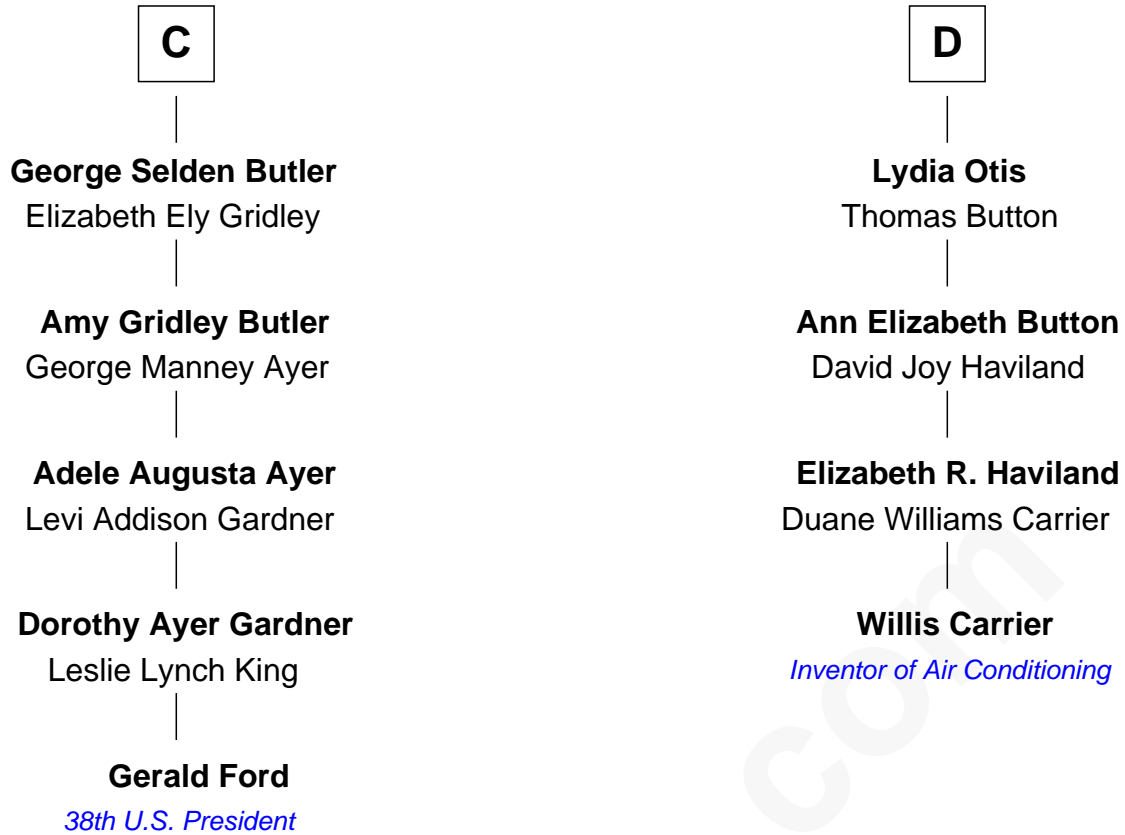 C
George Selden Butler
Elizabeth Ely Gridley
Amy Gridley Butler
George Manney Ayer
Adele Augusta Ayer
Levi Addison Gardner
Dorothy Ayer Gardner
Leslie Lynch King
Gerald Ford
38th U.S. President
D
Lydia Otis
Thomas Button
Ann Elizabeth Button
David Joy Haviland
Elizabeth R. Haviland
Duane Williams Carrier
Willis Carrier
Inventor of Air Conditioning
com